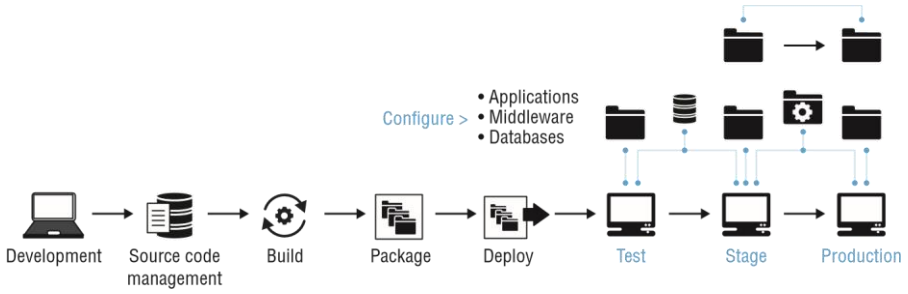 Configure >
• Applications
• Middleware
• Databases
Development
Source code
management
Build
Package
Deploy
Test
Stage
Production